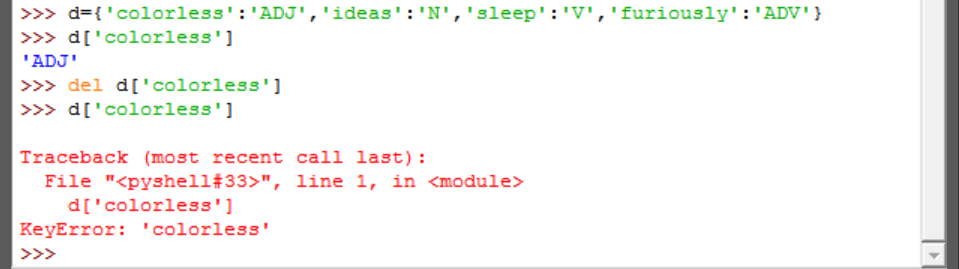 >>> d={'colorless':'ADJ','ideas':'N','sleep':'V','furiously':'ADV'}
>>> d['colorless']
'ADJ'
>>> del d['colorless']
>>> d['colorless']
Traceback (most recent call last):
  File "<pyshell#33>", line 1, in <module>
    d['colorless']
KeyError: 'colorless'
>>>